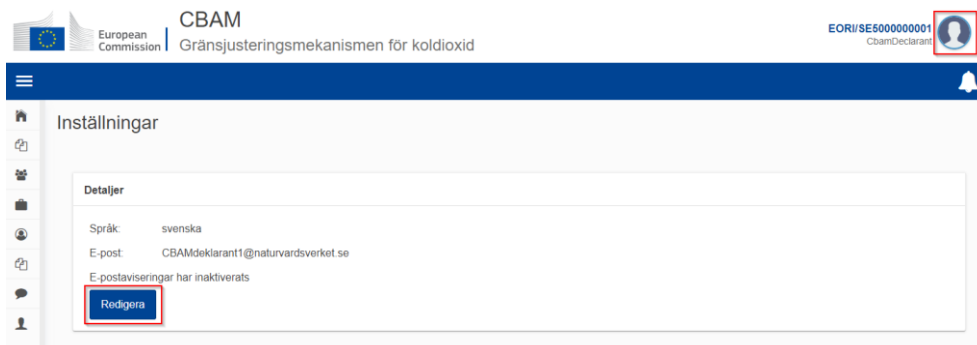 European
Commission
CBAM
Gränsjusteringsmekanismen för koldioxid
EORI/SE5000000001
CbamDeclarant
Inställningar
Detaljer
Språk: svenska
E-post: CBAMdeklarant1@naturvardsverket.se
E-postaviseringar har inaktiverats
Redigera